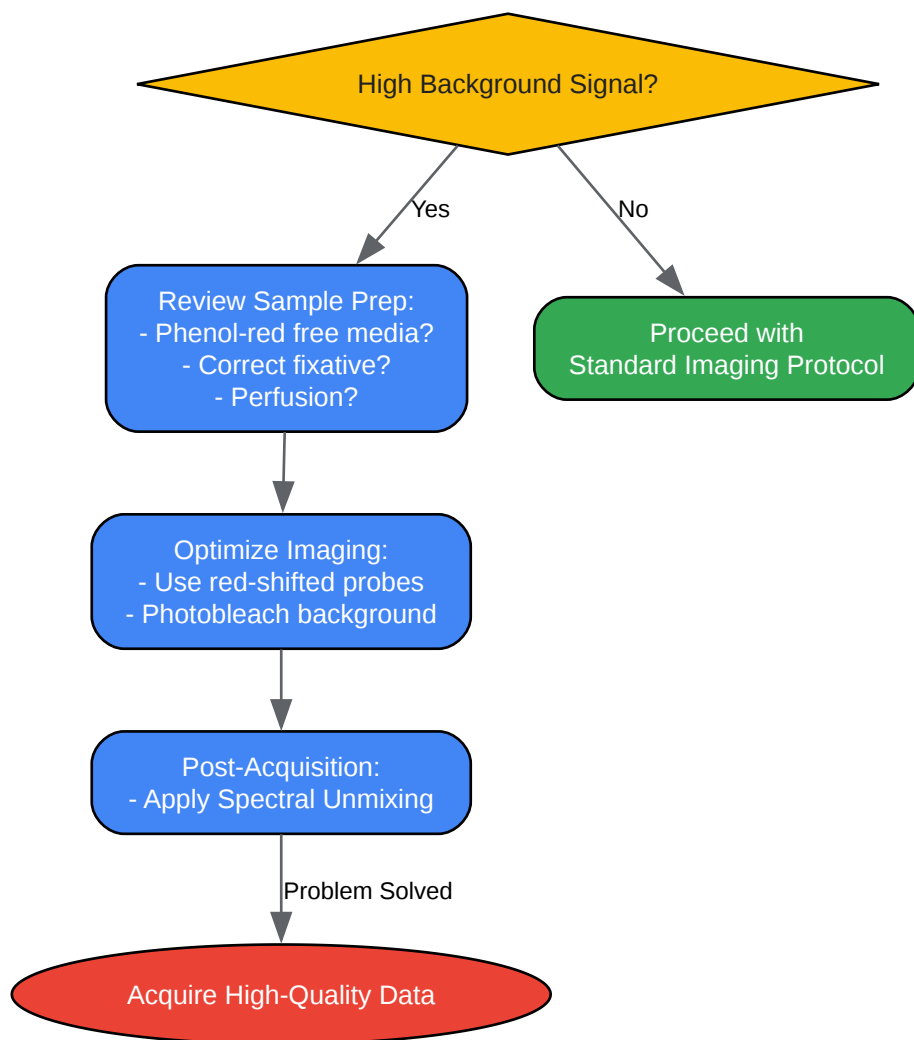 High Background Signal?
Yes
No
Review Sample Prep:
- Phenol-red free media?
- Correct fixative?
- Perfusion?
Proceed with
Standard Imaging Protocol
Optimize Imaging:
- Use red-shifted probes
- Photobleach background
Post-Acquisition:
- Apply Spectral Unmixing
Problem Solved
Acquire High-Quality Data